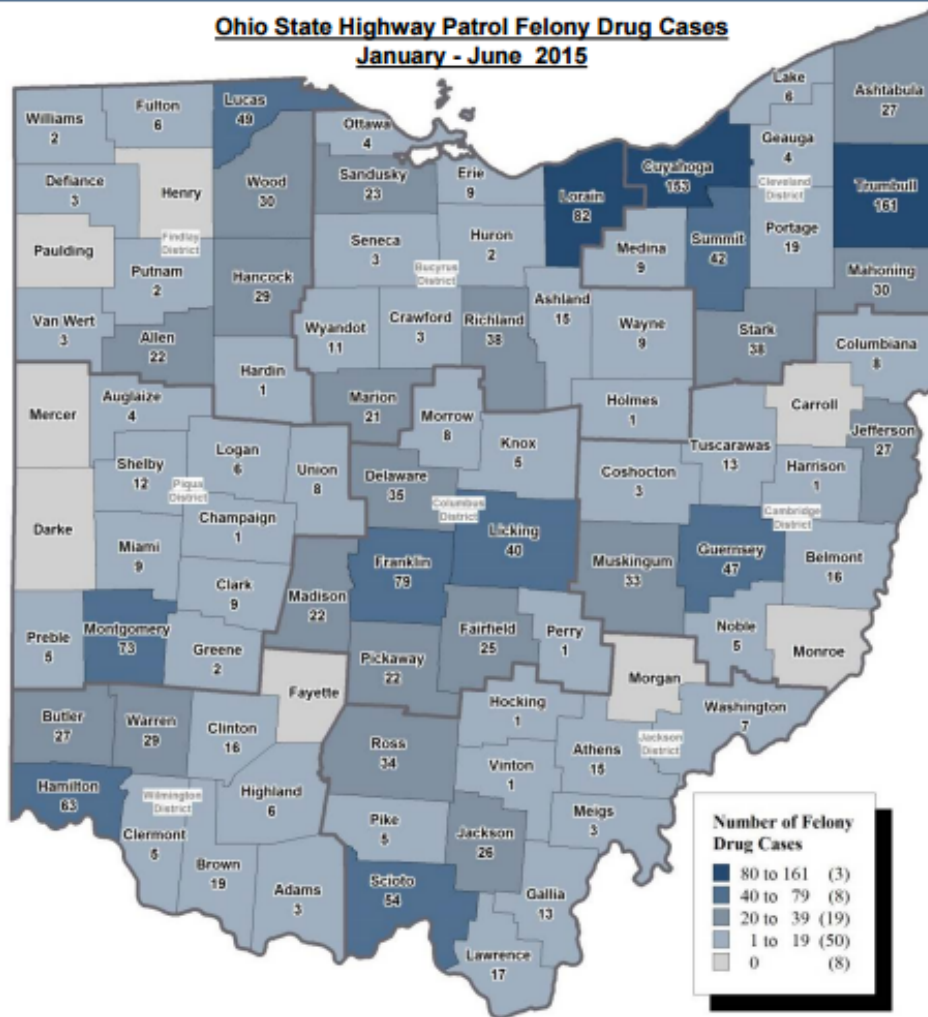 Ohio State Highway Patrol Felony Drug Cases
January - June 2015
Williams
2
Fulton
6
Lucas
49
Ottawa
4
Lake
6
Ashtabula
27
Geauga
4
Cuyahoga
153
Cleveland
District
Trumbull
161
Defiance
3
Henry
Wood
30
Sandusky
23
Erie
9
Lorain
82
Paulding
Findlay
District
Seneca
3
Huron
2
Bucyrus
District
Medina
9
Summit
42
Portage
19
Mahoning
30
Putnam
2
Hancock
29
Van Wert
3
Allen
22
Wyandot
11
Crawford
3
Richland
38
Ashland
15
Wayne
9
Stark
38
Columbiana
8
Hardin
1
Mercer
Auglaize
4
Marion
21
Morrow
8
Holmes
1
Carroll
Knox
5
Tuscarawas
13
Jefferson
27
Logan
6
Union
8
Shelby
12
Piqua
District
Delaware
35
Coshocton
3
Harrison
1
Darke
Champaign
1
Columbus
District
Licking
40
Cambridge
District
Miami
9
Franklin
79
Muskingum
33
Guernsey
47
Belmont
16
Clark
9
Madison
22
Preble
5
Montgomery
73
Greene
2
Fairfield
25
Perry
1
Noble
5
Monroe
Pickaway
22
Fayette
Morgan
Butler
27
Warren
29
Clinton
16
Hocking
1
Washington
7
Ross
34
Athens
15
Jackson
District
Vinton
1
Hamilton
63
Wilmington
District
Highland
6
Clermont
5
Pike
5
Jackson
26
Meigs
3
Brown
19
Adams
3
Scioto
54
Gallia
13
Lawrence
17
Number of Felony
Drug Cases
80 to 161 (3)
40 to 79 (8)
20 to 39 (19)
1 to 19 (50)
0 (8)